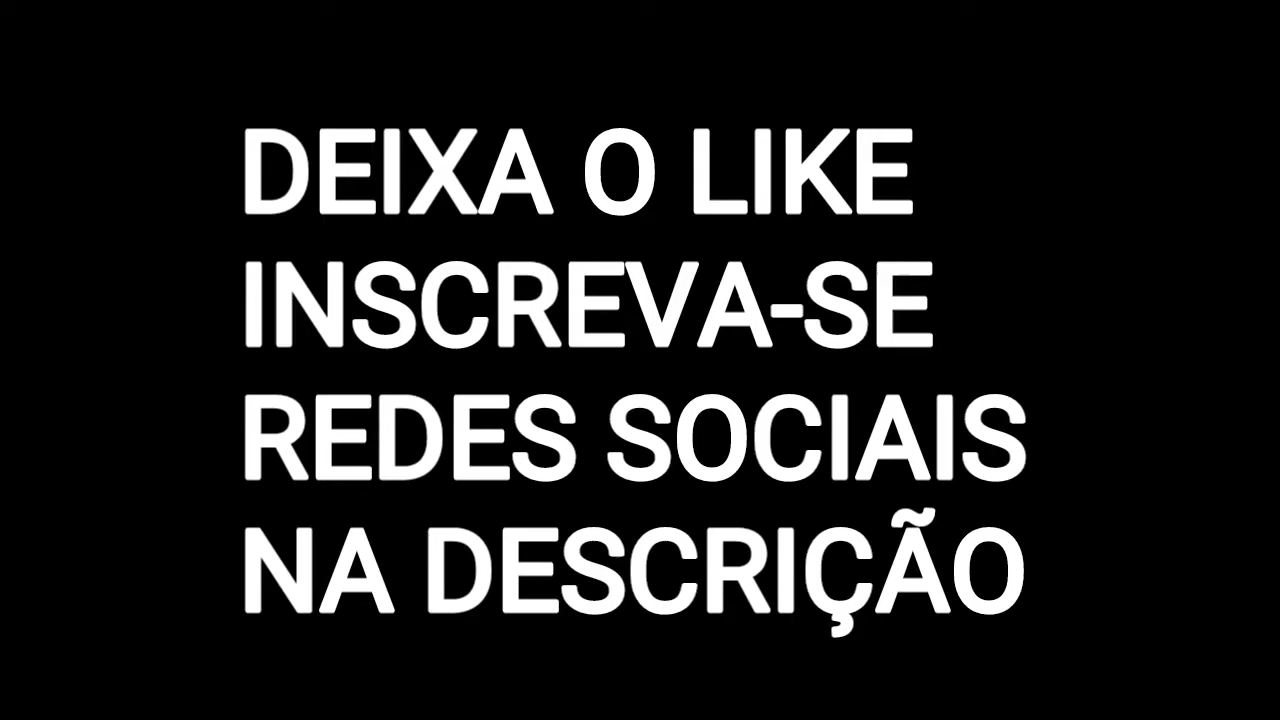 DEIXA O LIKE
INSCREVA-SE
REDES SOCIAIS
NA DESCRIÇÃO